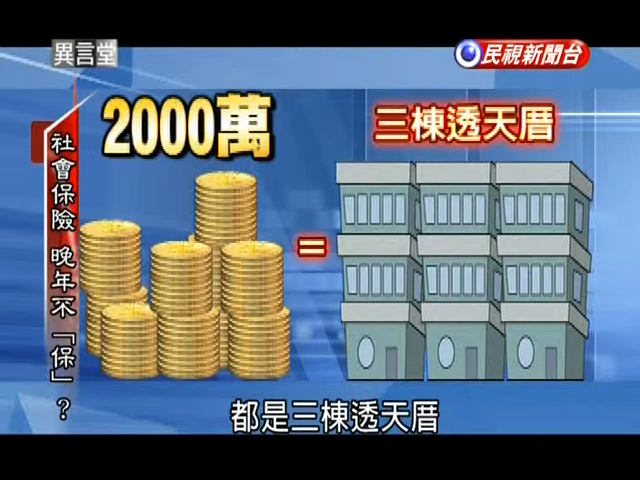 異言堂
民視新聞台
2000萬
三棟透天厝
社會保險 晚年不「保」?
=
都是三棟透天厝